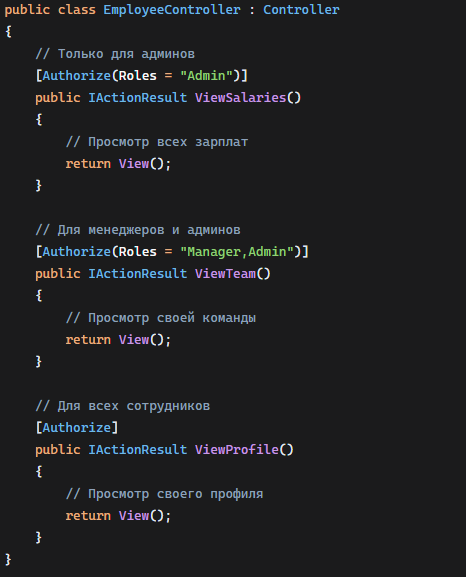 public class EmployeeController : Controller
{
    // Только для админов
    [Authorize(Roles = "Admin")]
    public IActionResult ViewSalaries()
    {
        // Просмотр всех зарплат
        return View();
    }

    // Для менеджеров и админов
    [Authorize(Roles = "Manager,Admin")]
    public IActionResult ViewTeam()
    {
        // Просмотр своей команды
        return View();
    }

    // Для всех сотрудников
    [Authorize]
    public IActionResult ViewProfile()
    {
        // Просмотр своего профиля
        return View();
    }
}